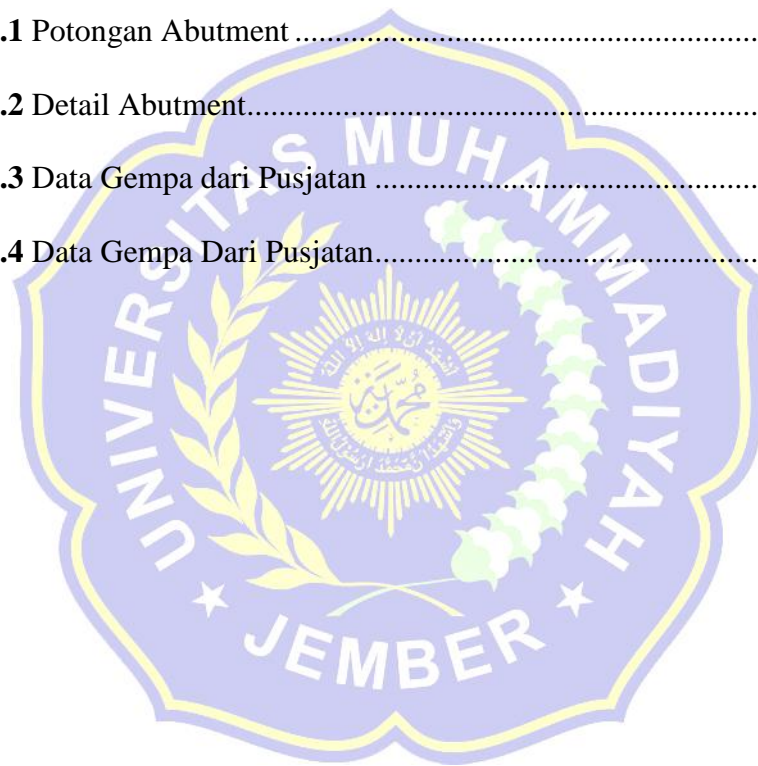 .1 Potongan Abutment ..........................................................
.2 Detail Abutment................................................................
.3 Data Gempa dari Pusjatan ................................................
.4 Data Gempa Dari Pusjatan................................................
UNIVERSITAS MUHAMMADIYAH
JEMBER